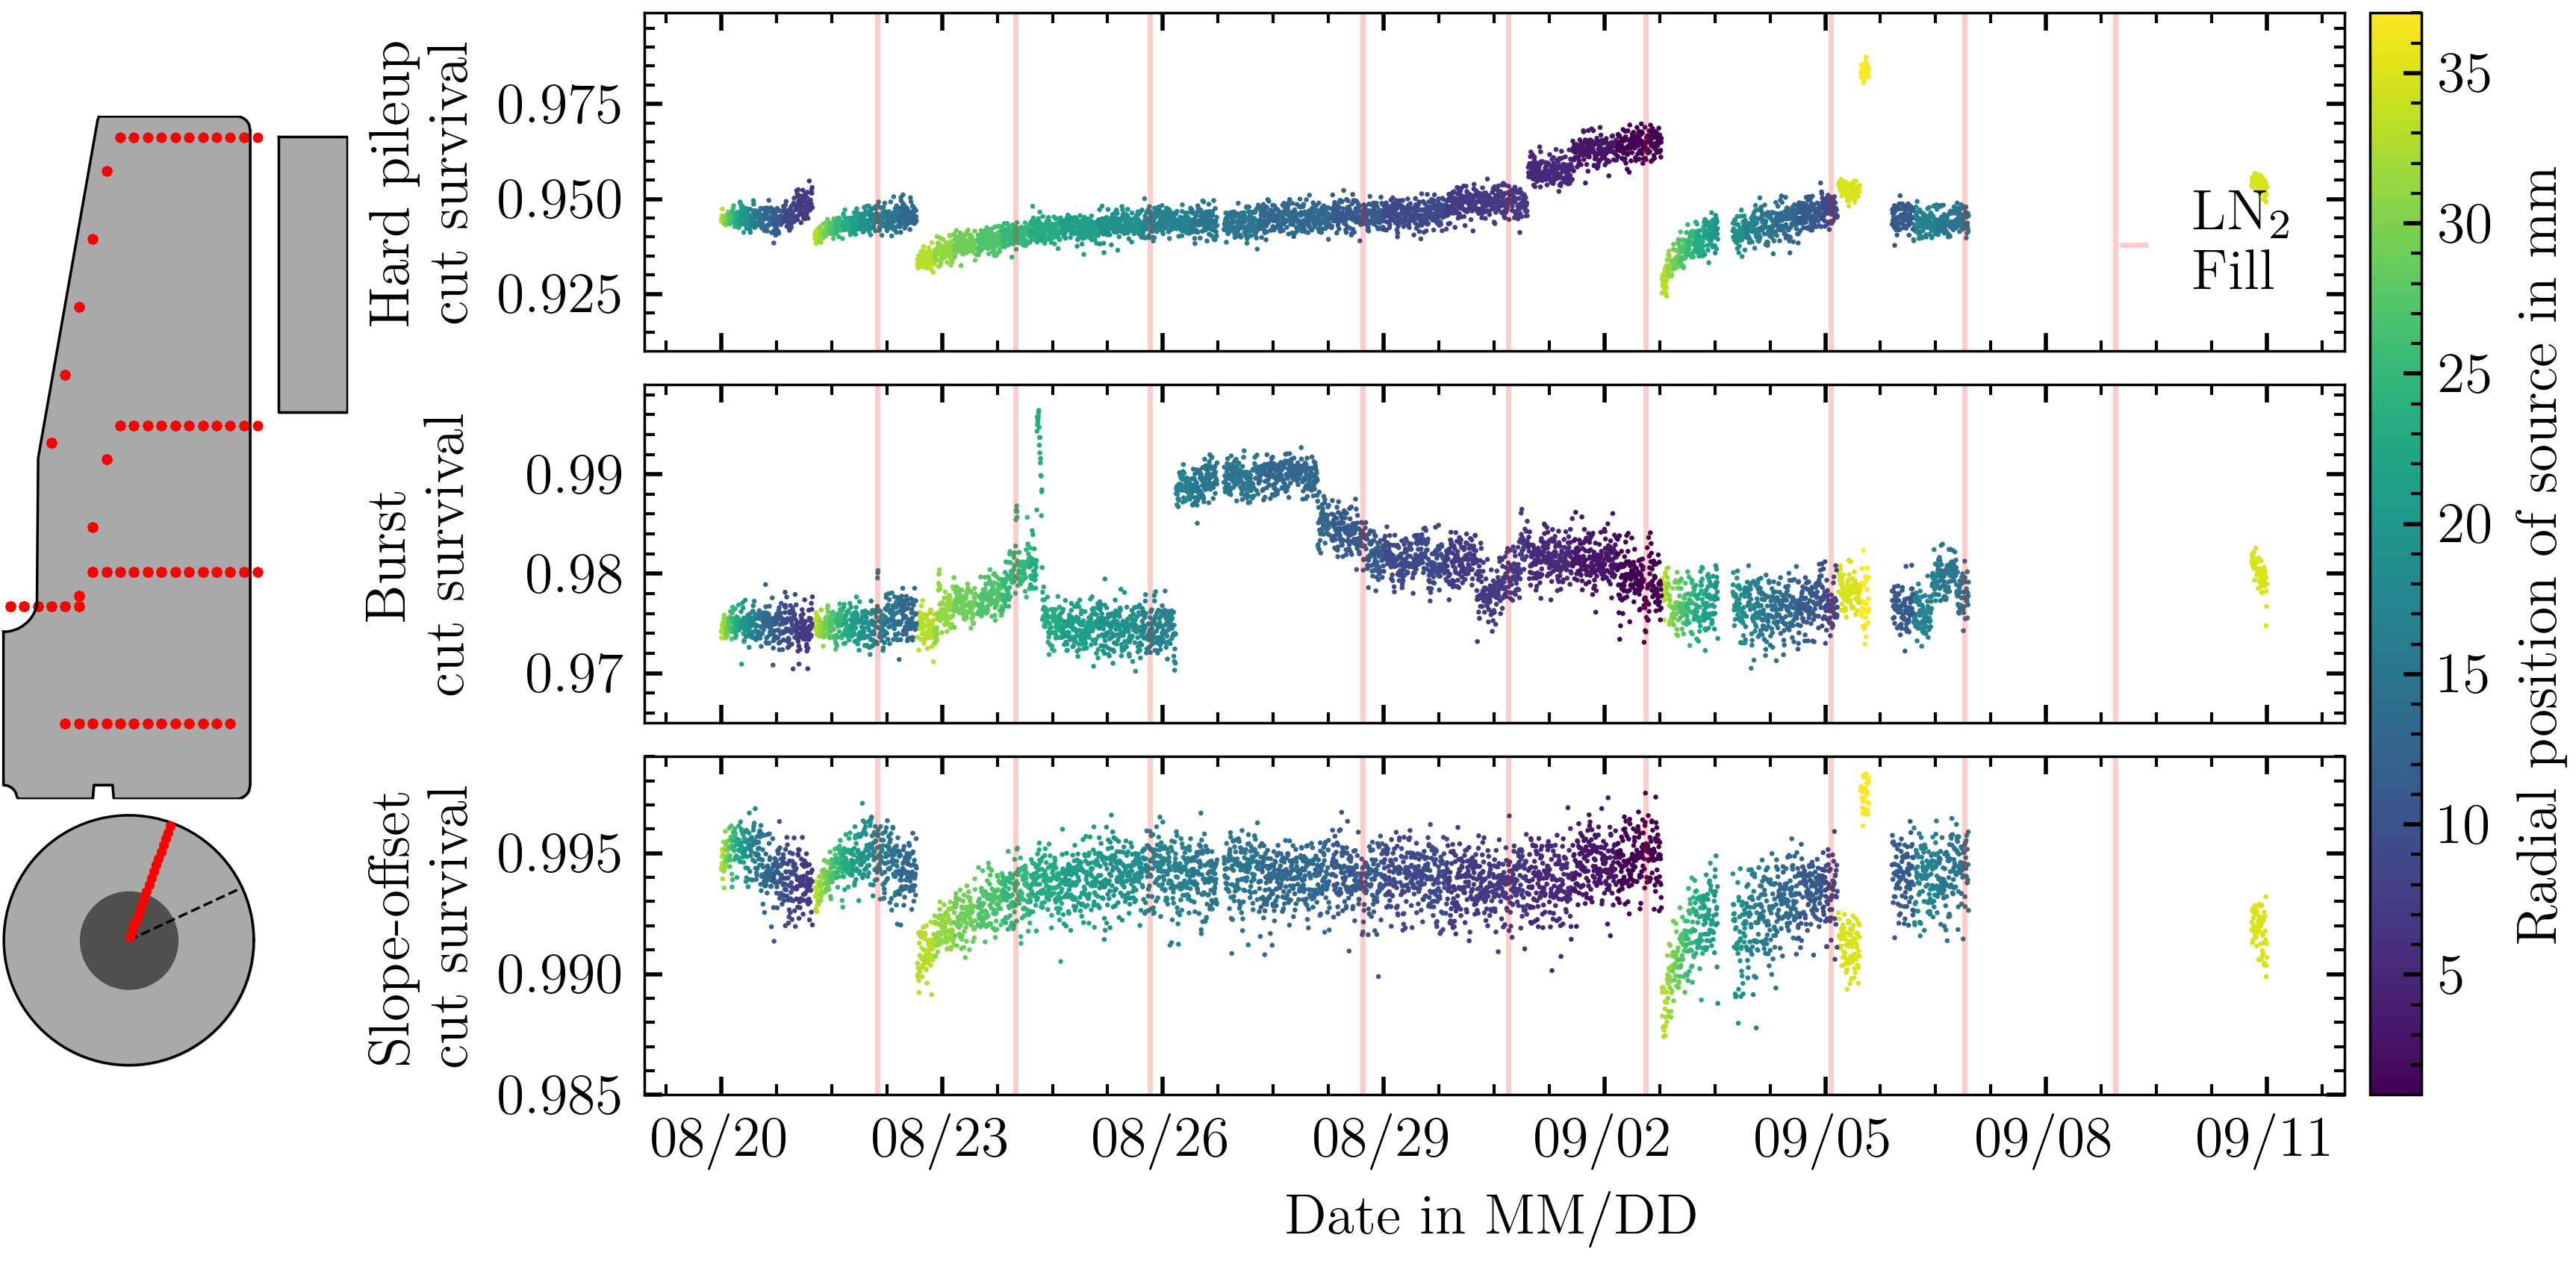 Hard pileup
cut survival
0.975
0.950
0.925
LN₂
Fill
Burst
cut survival
0.99
0.98
0.97
Slope-offset
cut survival
0.995
0.990
0.985
08/20 08/23 08/26 08/29 09/02 09/05 09/08 09/11
Date in MM/DD
35
30
25
20
15
10
5
Radial position of source in mm